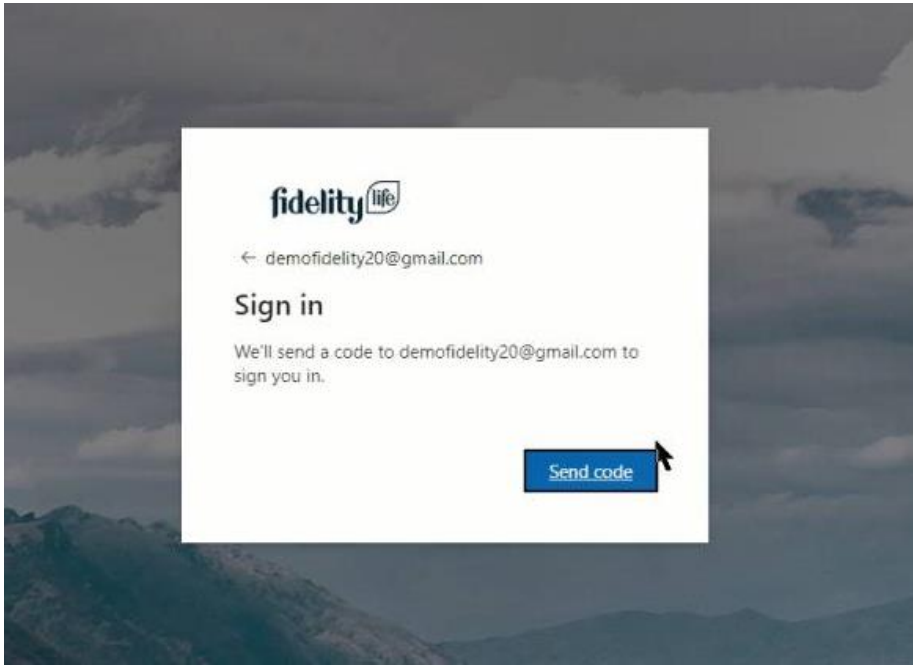 fidelity life
← demofidelity20@gmail.com
Sign in
We'll send a code to demofidelity20@gmail.com to
sign you in.
Send code